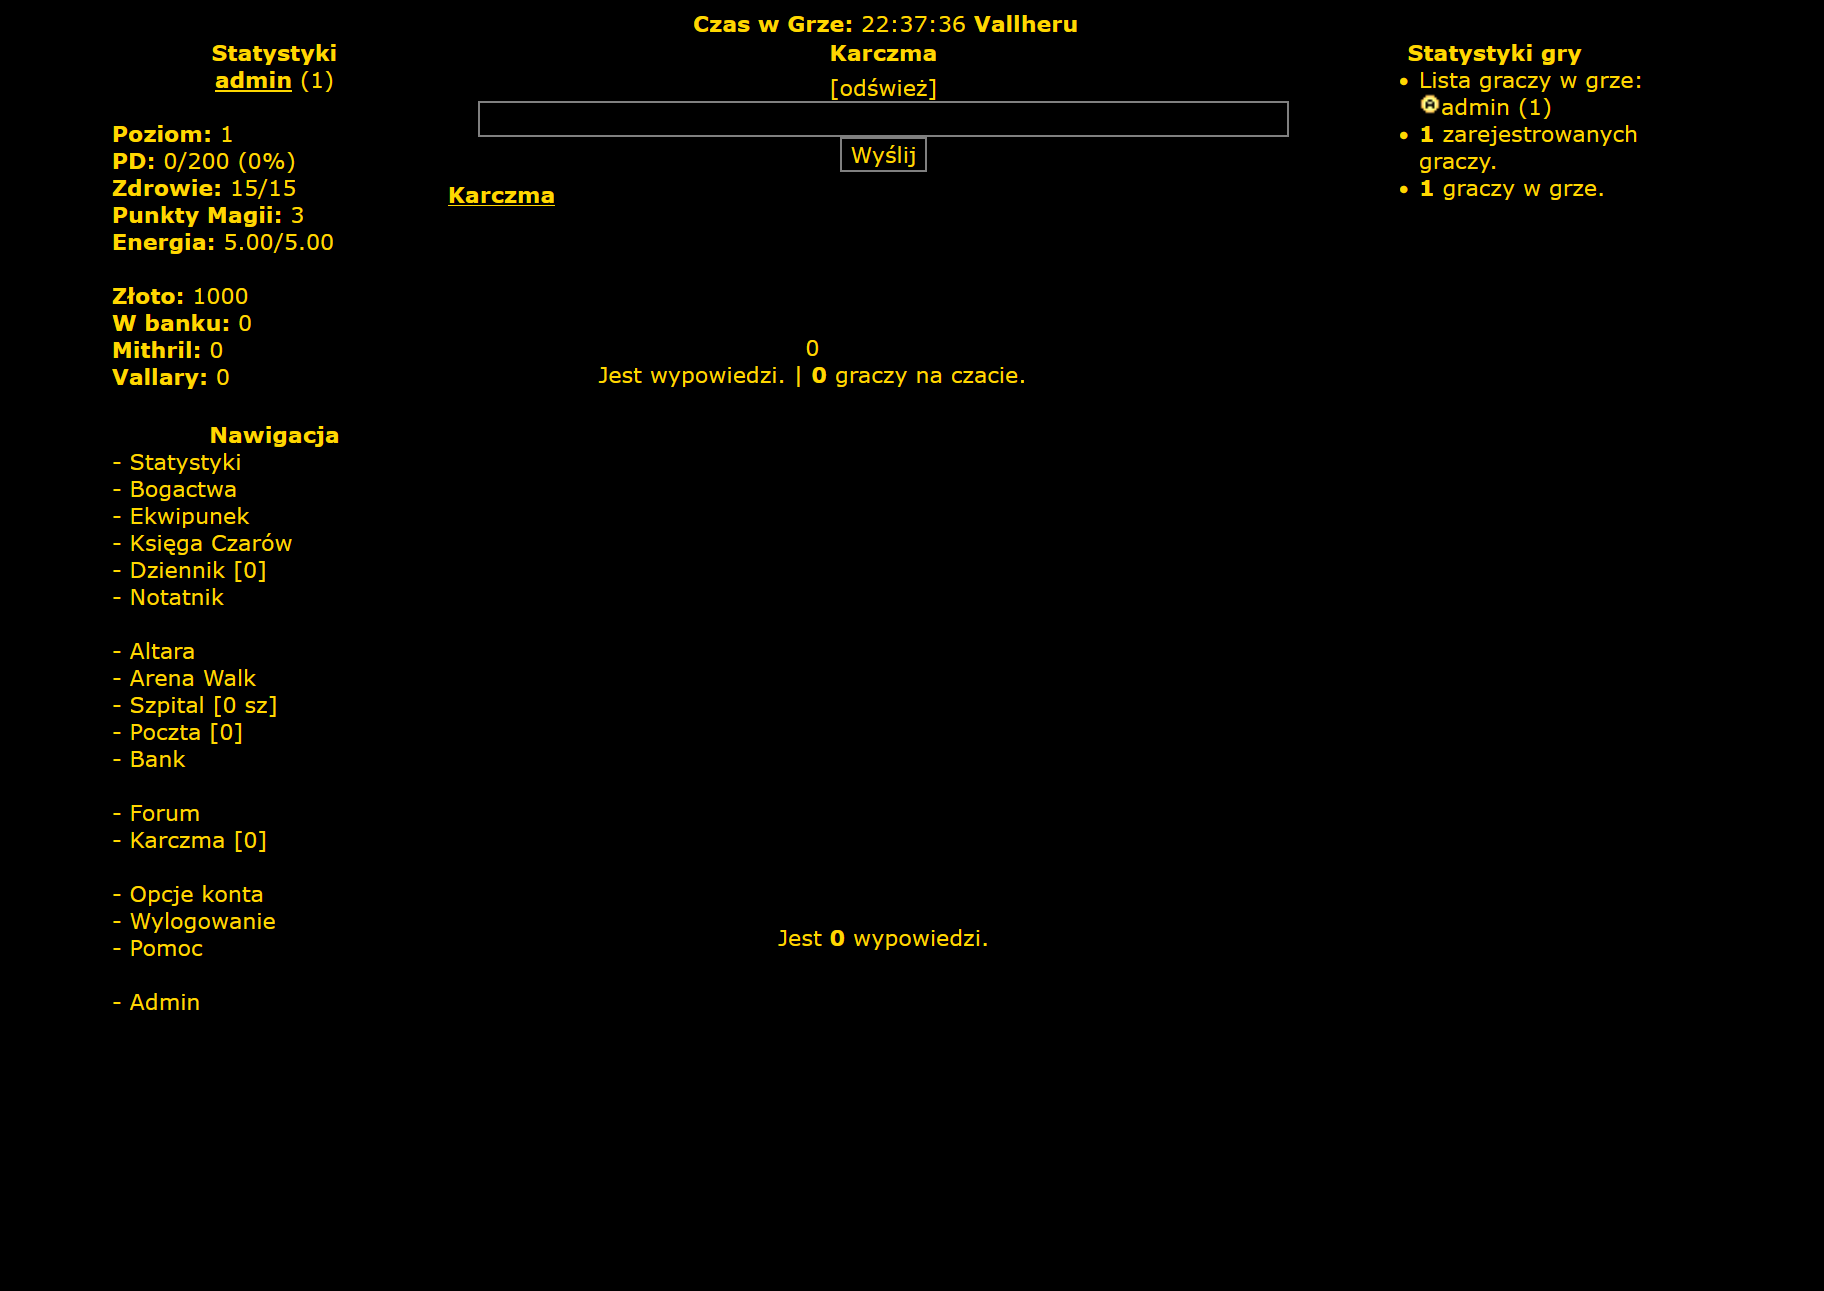 Czas w Grze: 22:37:36 Vallheru
Statystyki
admin (1)
Poziom: 1
PD: 0/200 (0%)
Zdrowie: 15/15
Punkty Magii: 3
Energia: 5.00/5.00
Złoto: 1000
W banku: 0
Mithril: 0
Vallary: 0
Nawigacja
- Statystyki
- Bogactwa
- Ekwipunek
- Księga Czarów
- Dziennik [0]
- Notatnik
- Altara
- Arena Walk
- Szpital [0 sz]
- Poczta [0]
- Bank
- Forum
- Karczma [0]
- Opcje konta
- Wylogowanie
- Pomoc
- Admin
Karczma
[odśwież]
Wyślij
Karczma
0
Jest wypowiedzi. | 0 graczy na czacie.
Jest 0 wypowiedzi.
Statystyki gry
• Lista graczy w grze:
admin (1)
• 1 zarejestrowanych
graczy.
• 1 graczy w grze.